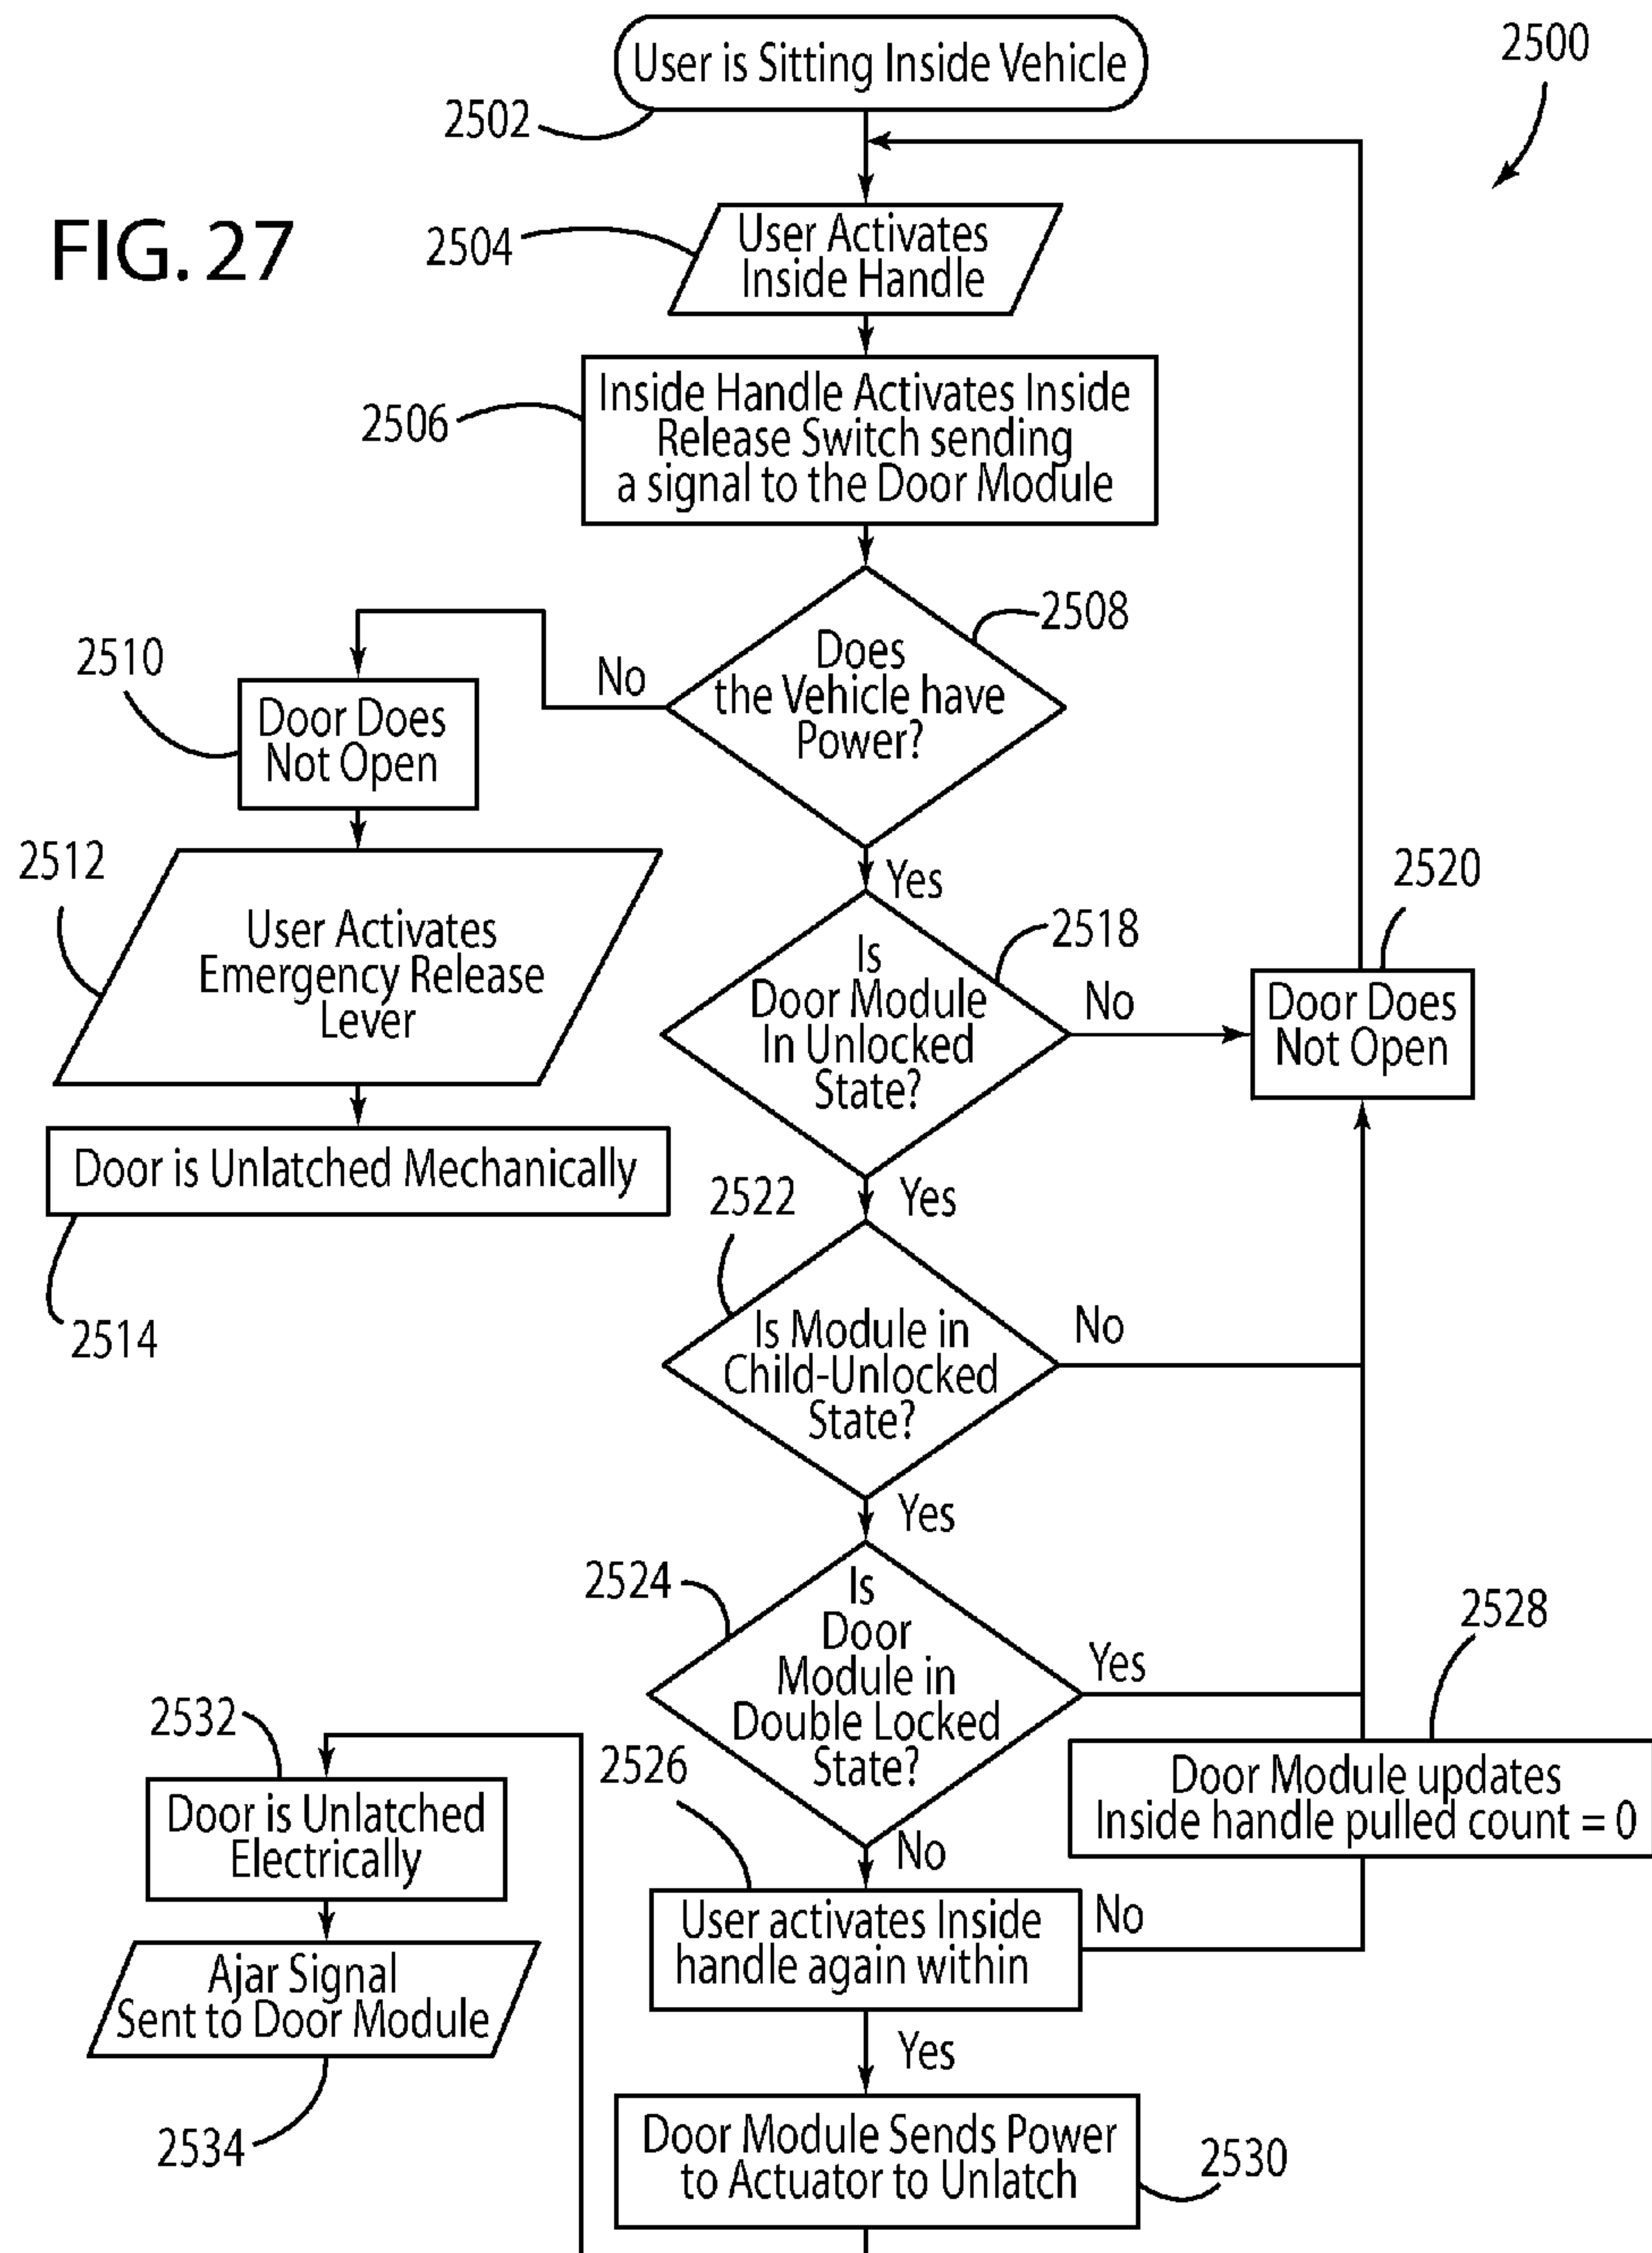 User is Sitting Inside Vehicle
2500
2502
FIG. 27
2504
User Activates
Inside Handle
2506
Inside Handle Activates Inside
Release Switch sending
a signal to the Door Module
2508
Does
the Vehicle have
Power?
No
2510
Door Does
Not Open
Yes
2512
User Activates
Emergency Release
Lever
2518
Is
Door Module
In Unlocked
State?
No
2520
Door Does
Not Open
Door is Unlatched Mechanically
2514
Yes
2522
Is Module in
Child-Unlocked
State?
No
Yes
2524
Is
Door
Module in
Double Locked
State?
Yes
2528
Door Module updates
Inside handle pulled count = 0
No
2526
User activates Inside
handle again within
No
Yes
Door Module Sends Power
to Actuator to Unlatch
2530
2532
Door is Unlatched
Electrically
Ajar Signal
Sent to Door Module
2534